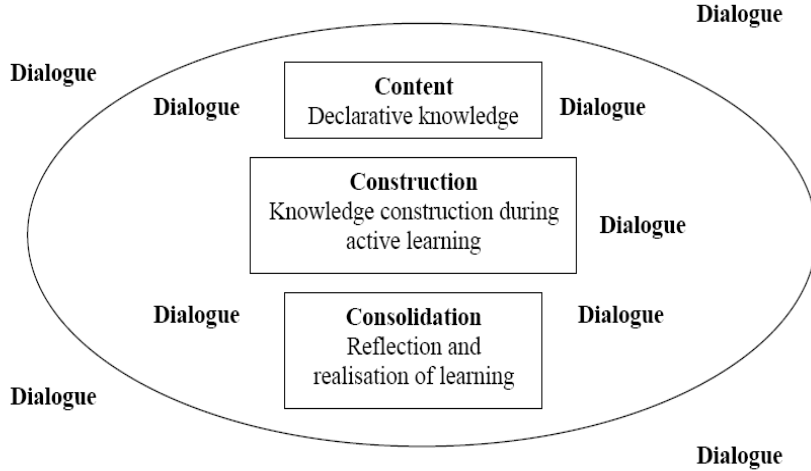 Dialogue
Dialogue
Content
Dialogue
Dialogue
Declarative knowledge
Construction
Knowledge construction during
active learning
Dialogue
Dialogue
Consolidation
Dialogue
Reflection and
realisation of learning
Dialogue
Dialogue